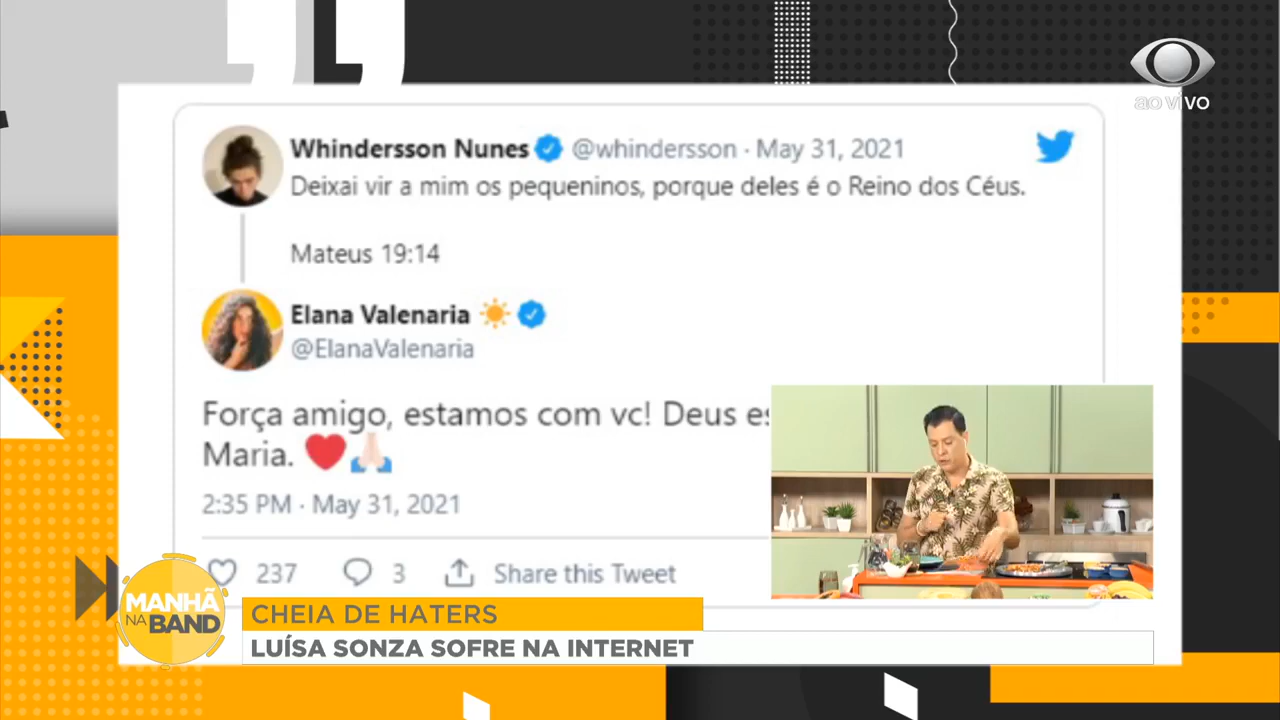 ao vivo
Whindersson Nunes @whindersson · May 31, 2021
Deixai vir a mim os pequeninos, porque deles é o Reino dos Céus.
Mateus 19:14
Elana Valenaria
@ElanaValenaria
Força amigo, estamos com vc! Deus
Maria. ❤️🙏🏻
2:35 PM · May 31, 2021
237 3 Share this Tweet
MANHÃ
NA BAND
CHEIA DE HATERS
LUÍSA SONZA SOFRE NA INTERNET